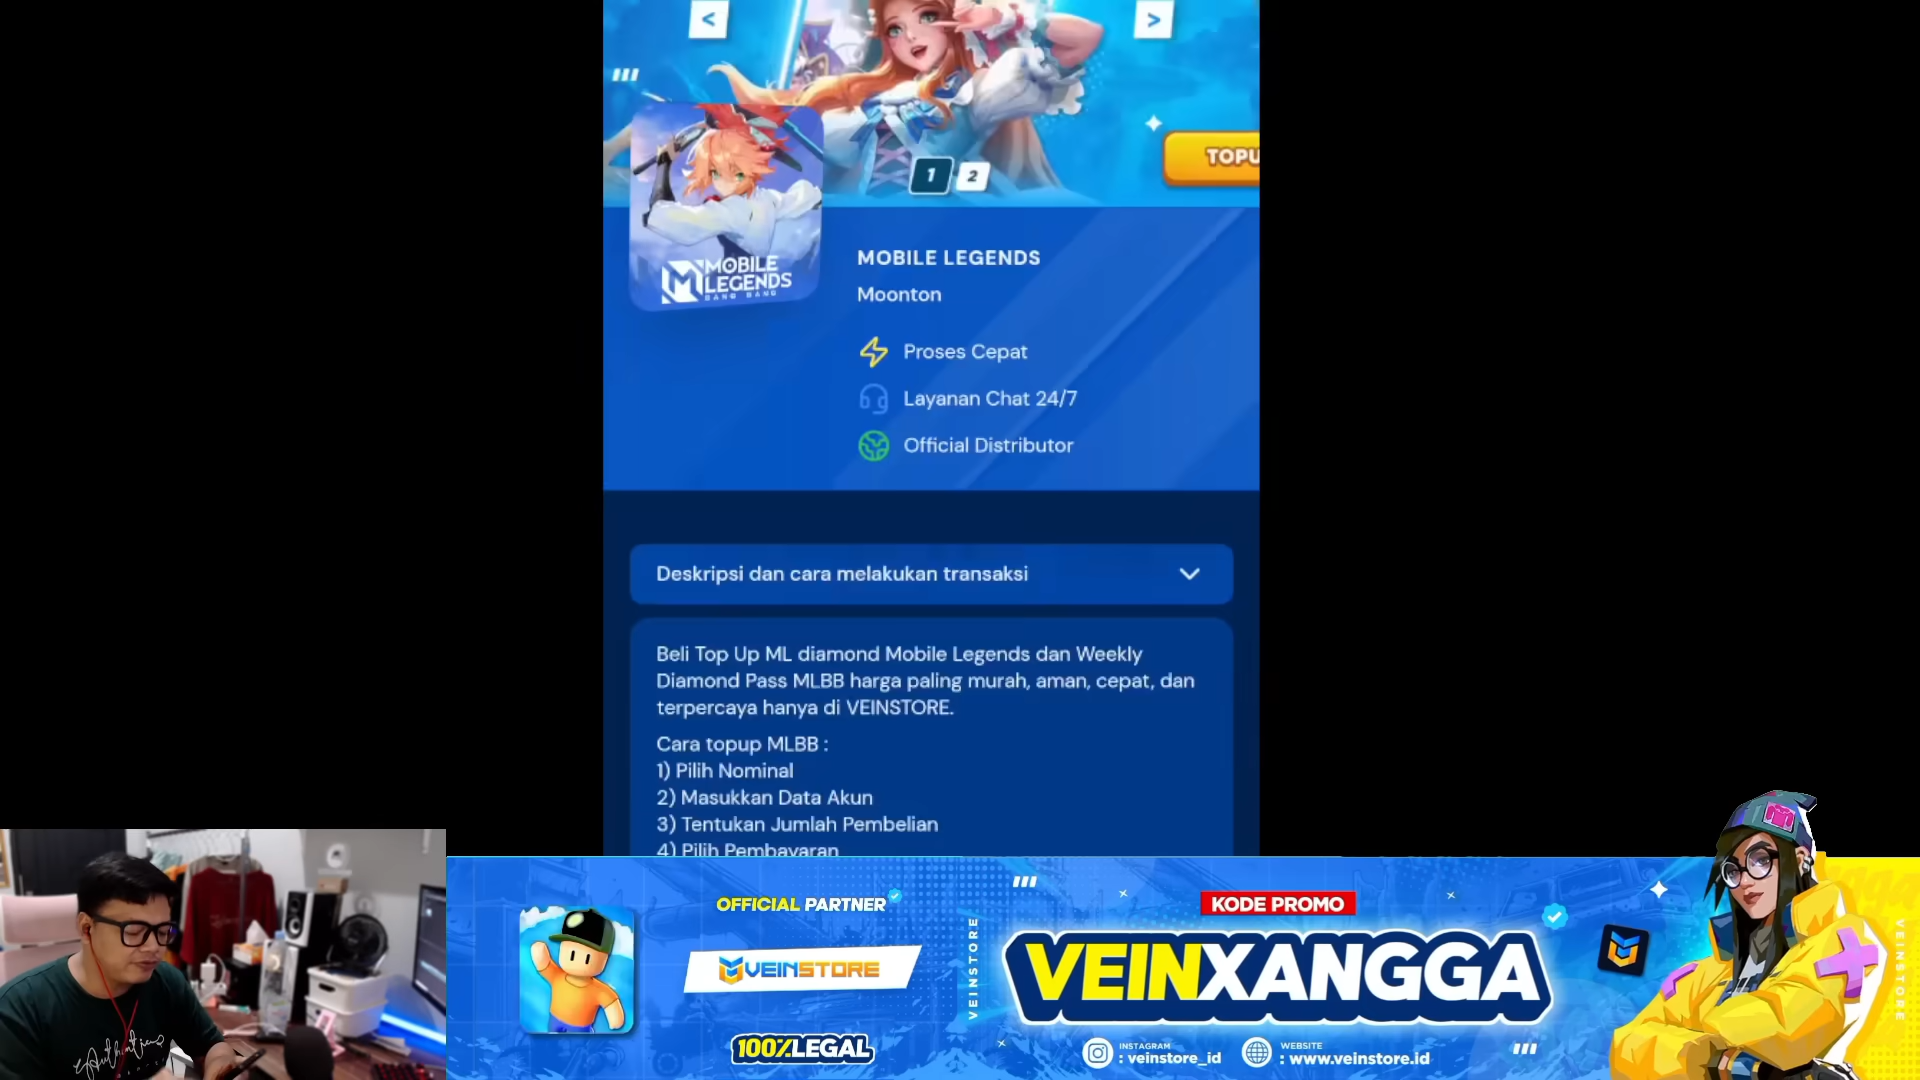 <
>
TOPU
1
2
MOBILE
LEGENDS
BANG BANG
MOBILE LEGENDS
Moonton
Proses Cepat
Layanan Chat 24/7
Official Distributor
Deskripsi dan cara melakukan transaksi
Beli Top Up ML diamond Mobile Legends dan Weekly
Diamond Pass MLBB harga paling murah, aman, cepat, dan
terpercaya hanya di VEINSTORE.
Cara topup MLBB :
1) Pilih Nominal
2) Masukkan Data Akun
3) Tentukan Jumlah Pembelian
4) Pilih Pembayaran
OFFICIAL PARTNER
VEINSTORE
100% LEGAL
VEINSTORE
KODE PROMO
VEINXANGGA
INSTAGRAM
: veinstore_id
WEBSITE
: www.veinstore.id
VEINSTORE